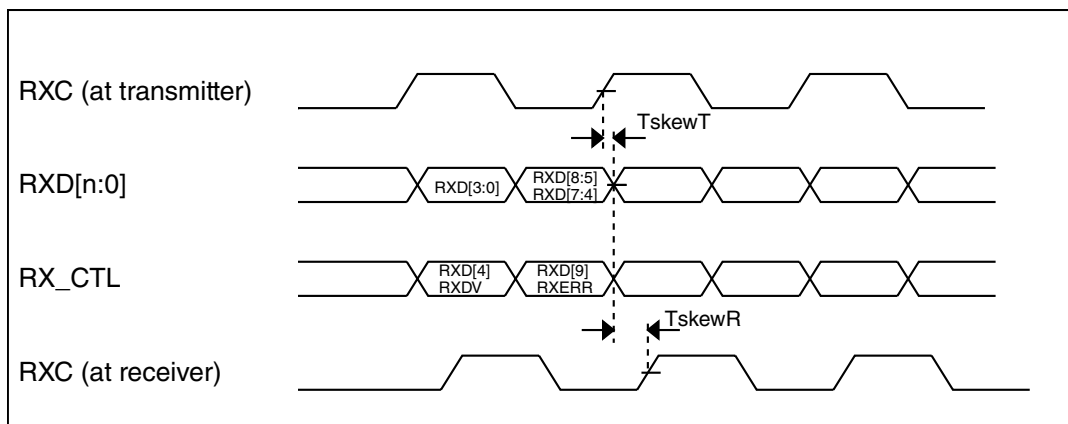 RXC (at transmitter)
TskewT
RXD[n:0]
RXD[3:0]
RXD[8:5]
RXD[7:4]
RX_CTL
RXD[4]
RXDV
RXD[9]
RXERR
TskewR
RXC (at receiver)